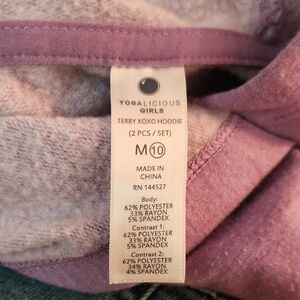 YOGALICIOUS
GIRLS
TERRY XOXO HOODIE
(2 PCS / SET)
M⑩
MADE IN
CHINA
RN 144527
Body:
62% POLYESTER
33% RAYON
5% SPANDEX
Contrast 1:
62% POLYESTER
33% RAYON
5% SPANDEX
Contrast 2:
62% POLYESTER
34% RAYON
4% SPANDEX